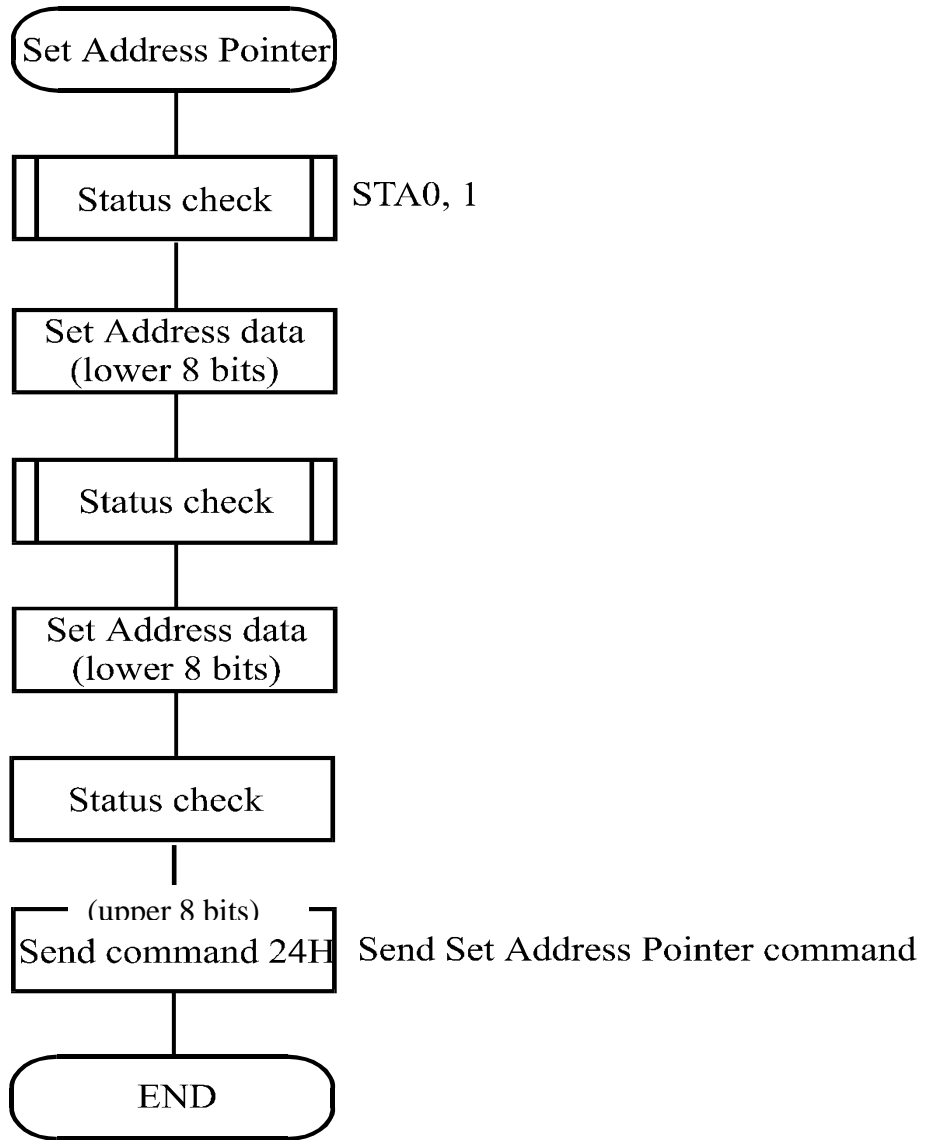 Set Address Pointer
Status check
STA0, 1
Set Address data
(lower 8 bits)
Status check
Set Address data
(lower 8 bits)
Status check
(upper 8 bits)
Send command 24H
Send Set Address Pointer command
END